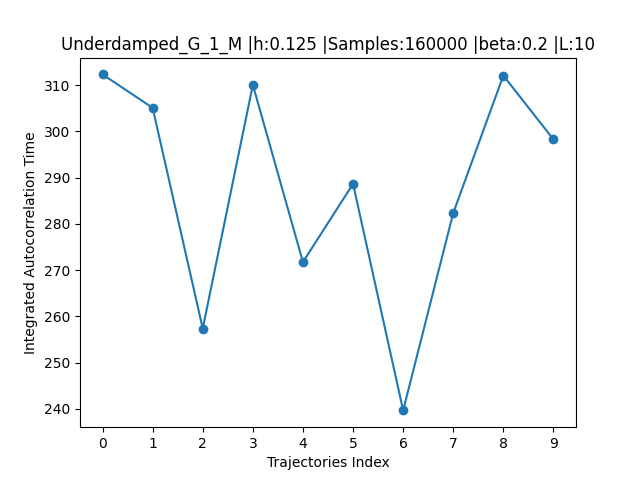 Underdamped_G_1_M |h:0.125 |Samples:160000 |beta:0.2 |L:10
Integrated Autocorrelation Time
310
300
290
280
270
260
250
240
0 1 2 3 4 5 6 7 8 9
Trajectories Index